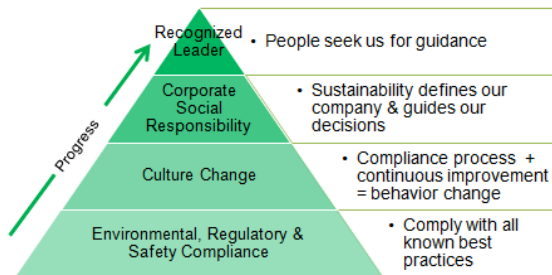 Recognized
Leader
• People seek us for guidance
Corporate
Social
Responsibility
• Sustainability defines our
company & guides our
decisions
Progress
Culture Change
• Compliance process +
continuous improvement
= behavior change
Environmental, Regulatory &
Safety Compliance
• Comply with all
known best
practices